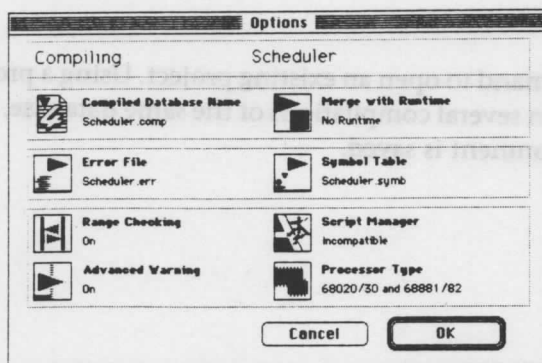 Options
Compiling Scheduler
Compiled Database Name
Scheduler.comp
Merge with Runtime
No Runtime
Error File
Scheduler.err
Symbol Table
Scheduler.symb
Range Checking
On
Script Manager
Incompatible
Advanced Warning
On
Processor Type
68020/30 and 68881/82
Cancel OK